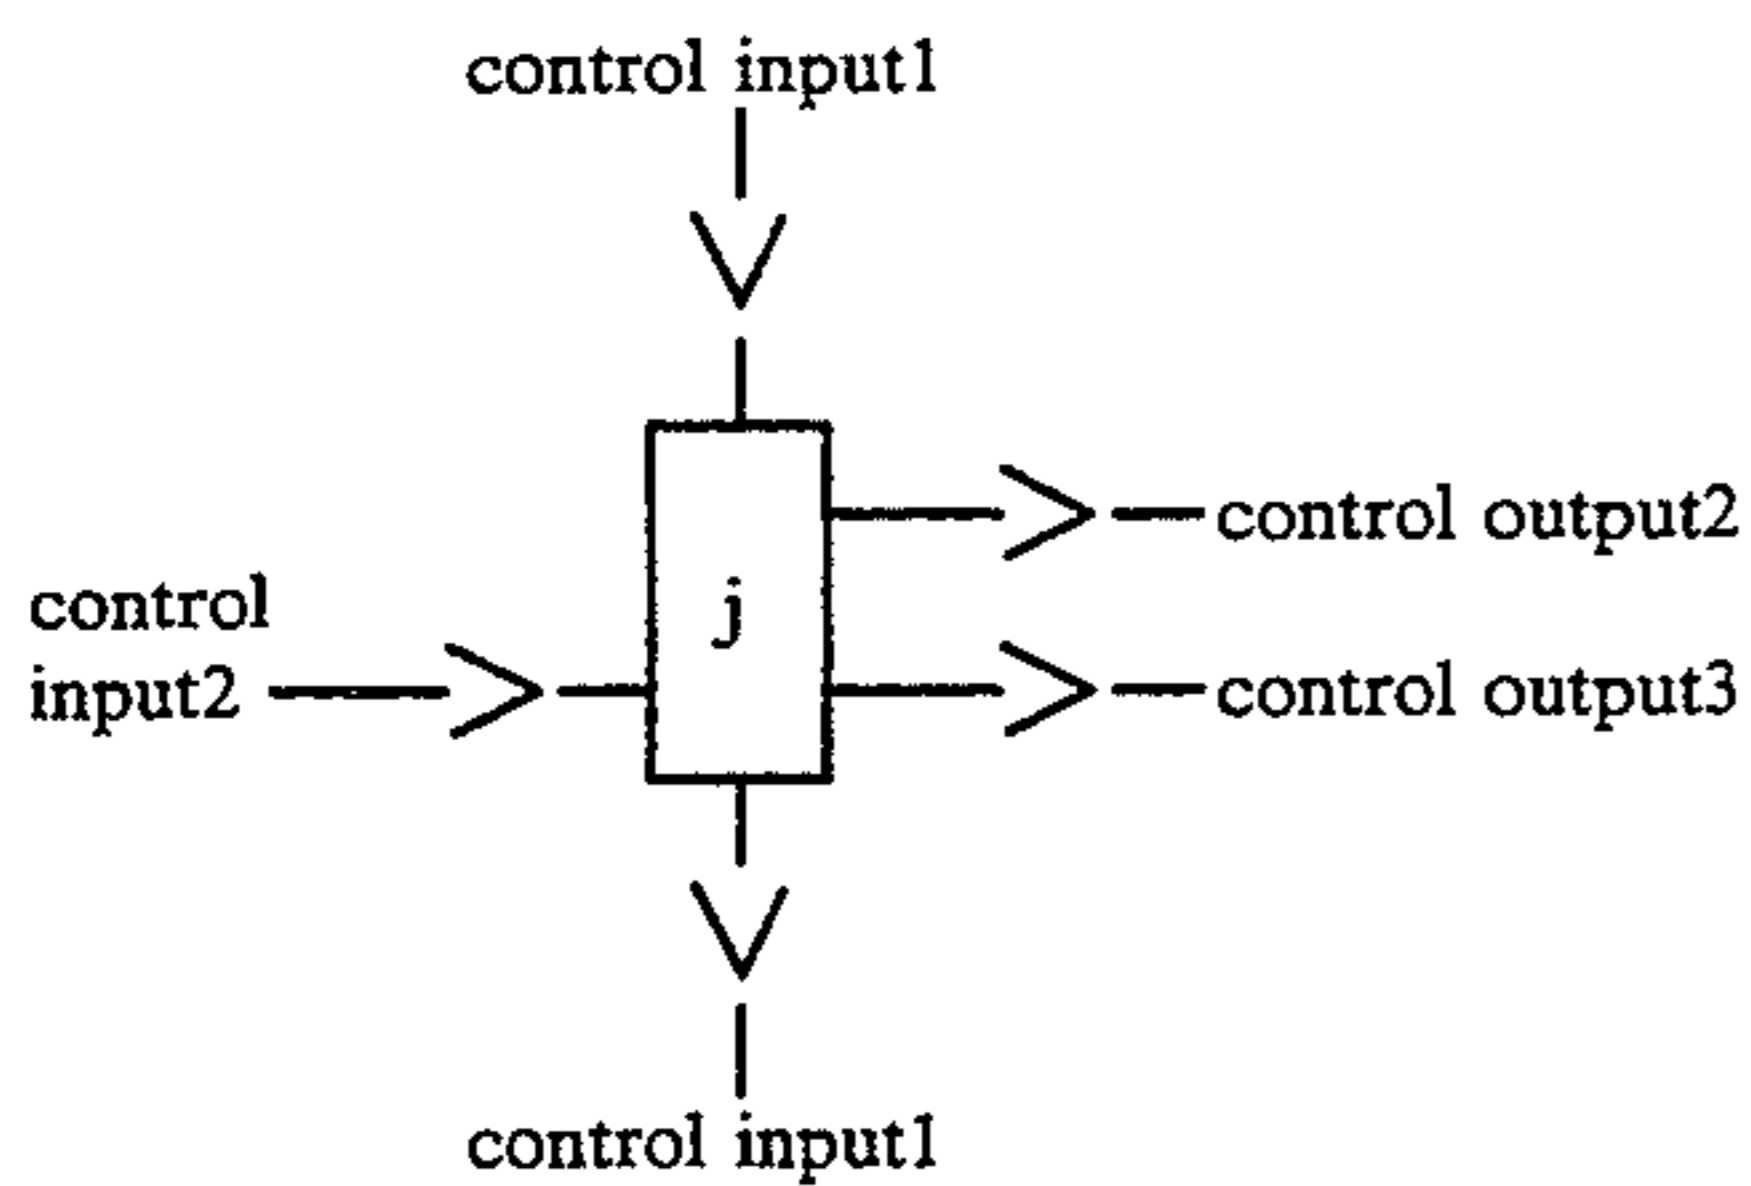 control input1
control output2
control
input2
j
control output3
control input1